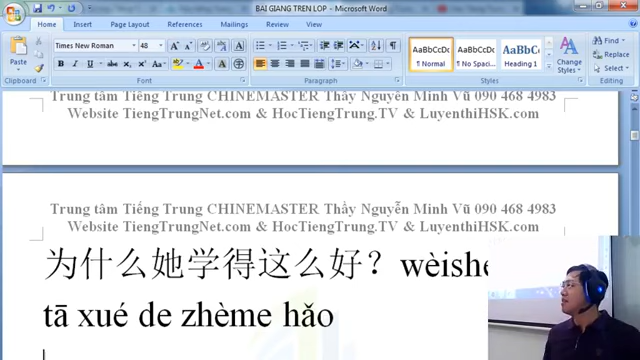 BAI GIANG TREN LOP - Microsoft Word
Home Insert Page Layout References Mailings Review View
Paste
Times New Roman 48
AaBbCcDc AaBbCcDc AaBbCc
¶ Normal ¶ No Spaci... Heading 1
Change Styles
Find
Replace
Select
Clipboard Font Paragraph Styles Editing
Trung tâm Tiếng Trung CHINEMASTER Thầy Nguyễn Minh Vũ 090 468 4983
Website TiengTrungNet.com & HocTiengTrung.TV & LuyenthiHSK.com
Trung tâm Tiếng Trung CHINEMASTER Thầy Nguyễn Minh Vũ 090 468 4983
Website TiengTrungNet.com & HocTiengTrung.TV & LuyenthiHSK.com
为什么她学得这么好？wèishe
tā xué de zhème hǎo